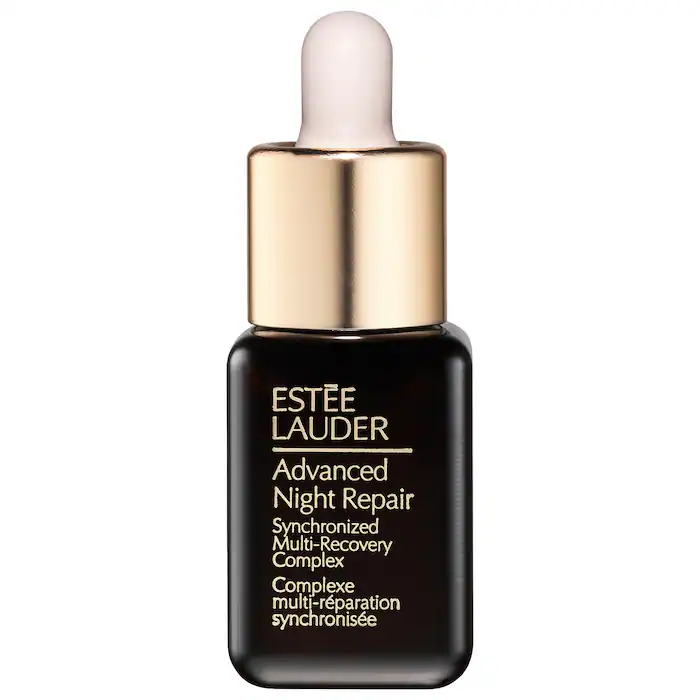 ESTĒE
LAUDER
Advanced
Night Repair
Synchronized
Multi-Recovery
Complex
Complexe
multi-réparation
synchronisée